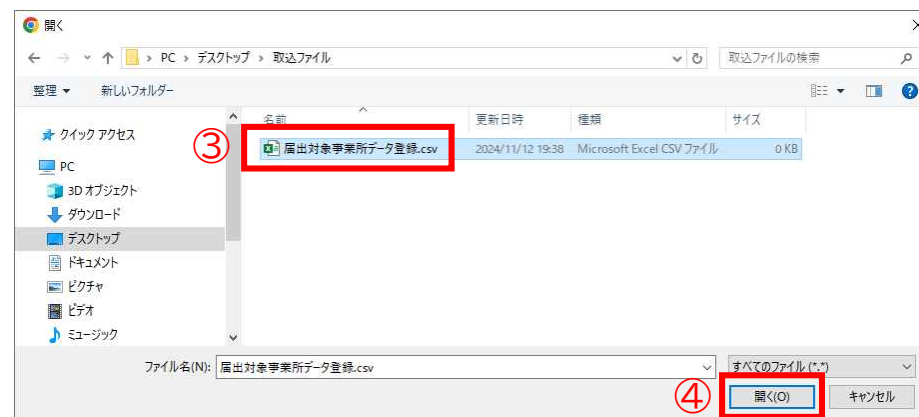 開く
PC › デスクトップ › 取込ファイル
取込ファイルの検索
整理 新しいフォルダー
名前 更新日時 種類 サイズ
③ 届出対象事業所データ登録.csv 2024/11/12 19:38 Microsoft Excel CSV ファイル 0 KB
クイック アクセス
PC
3D オブジェクト
ダウンロード
デスクトップ
ドキュメント
ピクチャ
ビデオ
ミュージック
ファイル名(N): 届出対象事業所データ登録.csv すべてのファイル (*.*)
④ 開く(O) キャンセル